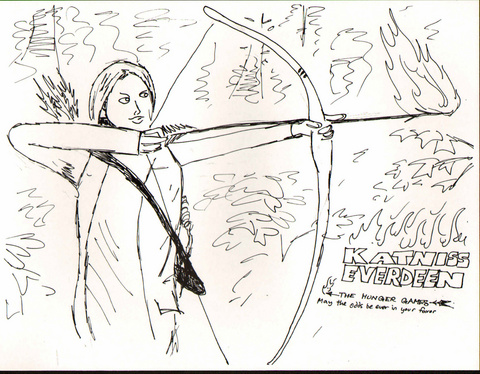 KATNISS
EVERDEEN
THE HUNGER GAMES
May the odds be ever in your favor